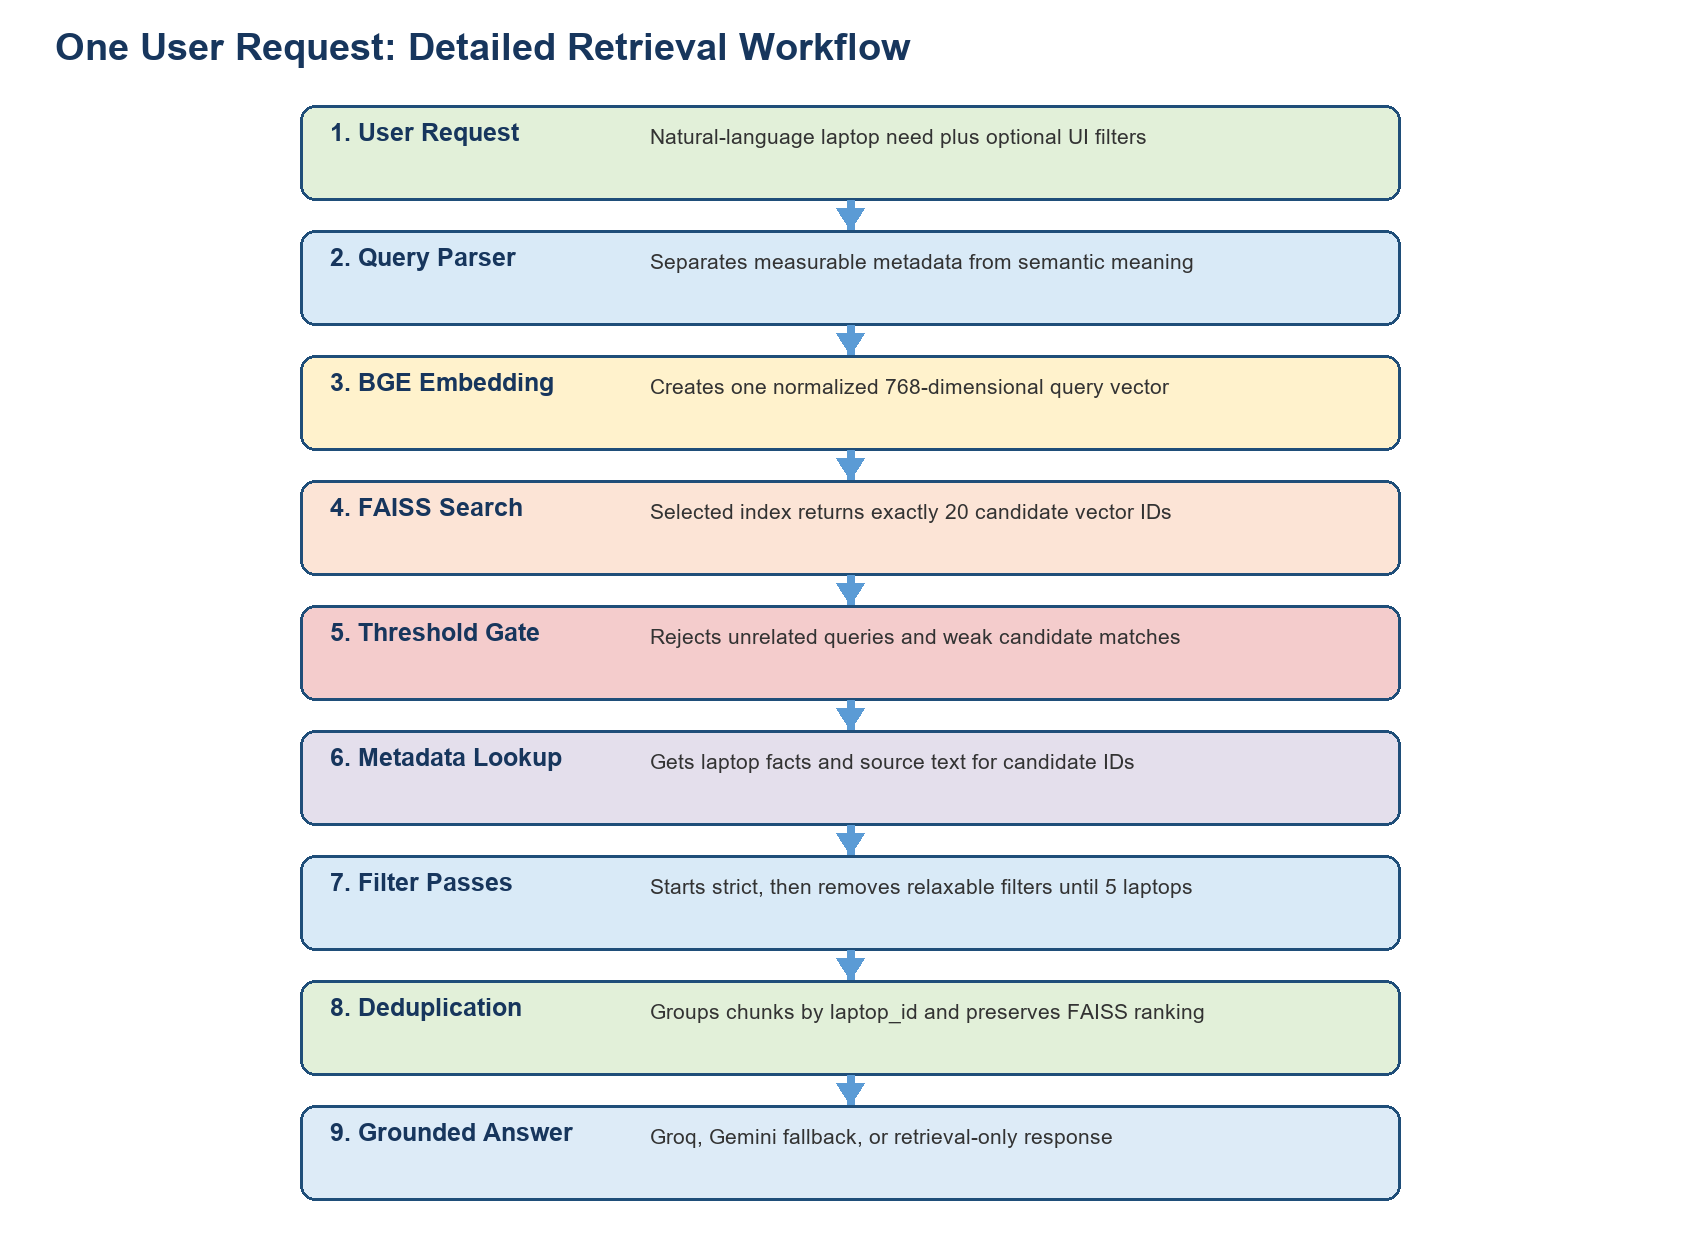 One User Request: Detailed Retrieval Workflow
1. User Request
Natural-language laptop need plus optional UI filters
2. Query Parser
Separates measurable metadata from semantic meaning
3. BGE Embedding
Creates one normalized 768-dimensional query vector
4. FAISS Search
Selected index returns exactly 20 candidate vector IDs
5. Threshold Gate
Rejects unrelated queries and weak candidate matches
6. Metadata Lookup
Gets laptop facts and source text for candidate IDs
7. Filter Passes
Starts strict, then removes relaxable filters until 5 laptops
8. Deduplication
Groups chunks by laptop_id and preserves FAISS ranking
9. Grounded Answer
Groq, Gemini fallback, or retrieval-only response